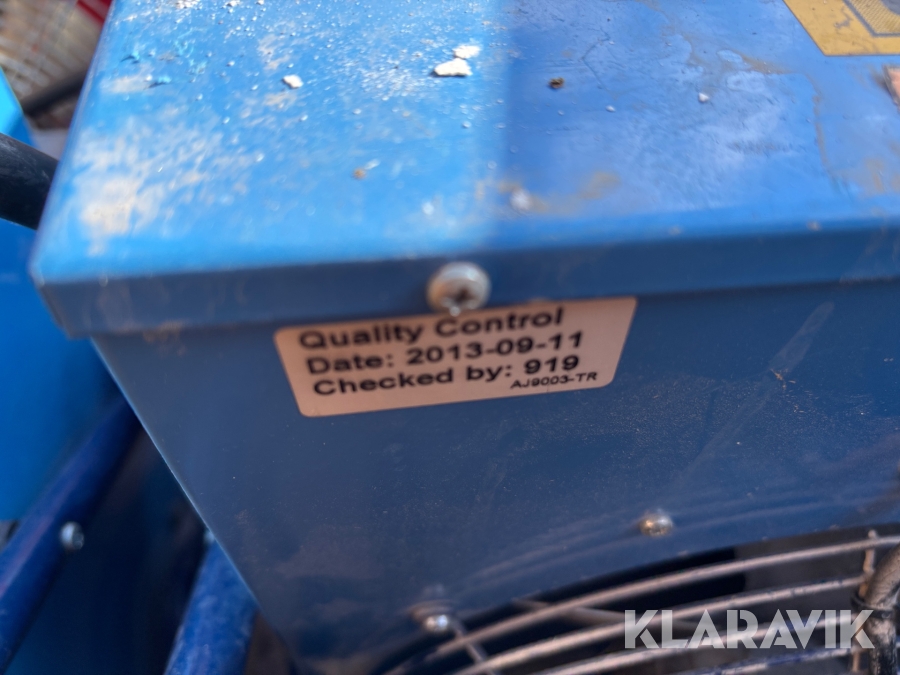 Quality Control
Date: 2013-09-11
Checked by: 919
AJ9003-TR
KLARAVIK